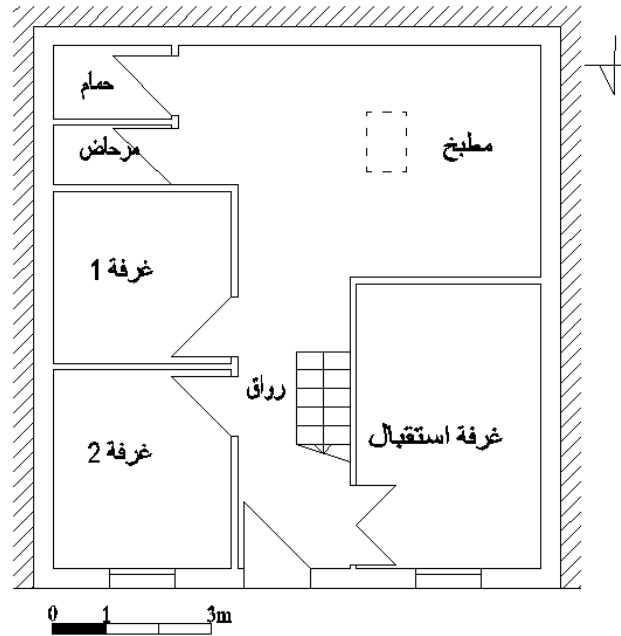 حمام
مرحاض
مطبخ
غرفة 1
رواق
غرفة استقبال
غرفة 2
0 1 3m